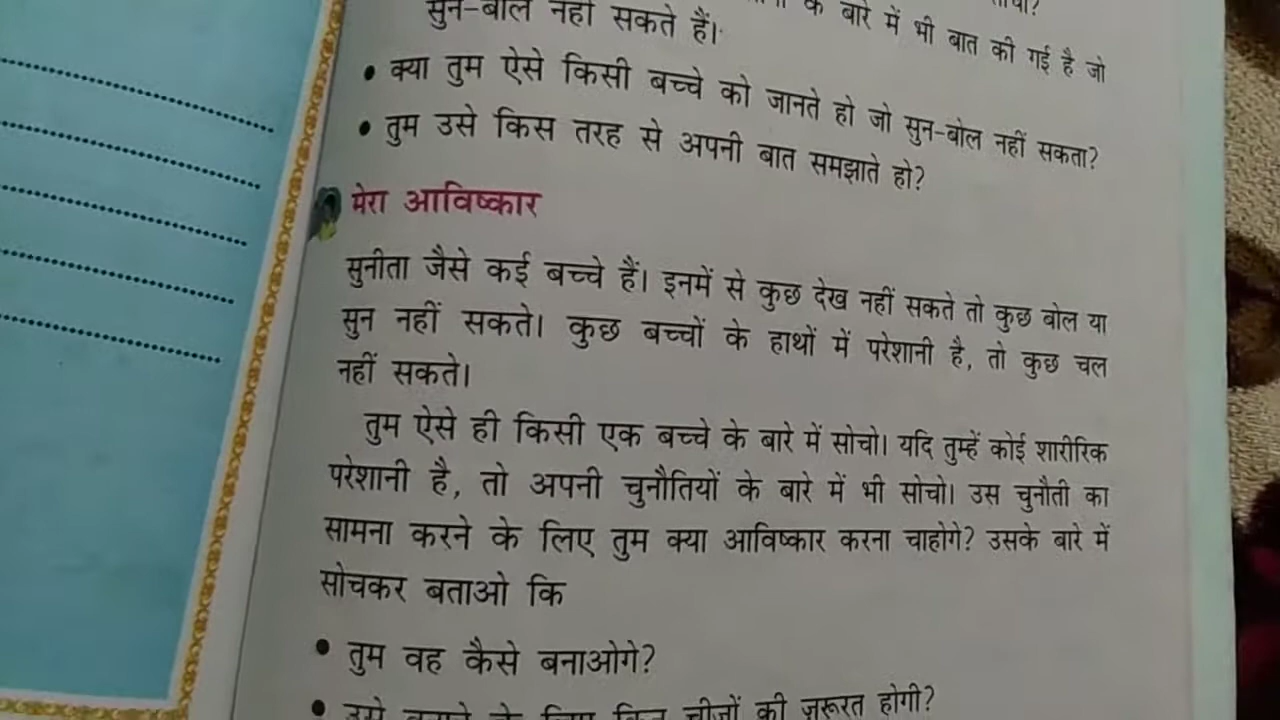 के बारे में भी बात की गई है जो
सुन-बोल नहीं सकते हैं।
• क्या तुम ऐसे किसी बच्चे को जानते हो जो सुन-बोल नहीं सकता?
• तुम उसे किस तरह से अपनी बात समझाते हो?
मेरा आविष्कार
सुनीता जैसे कई बच्चे हैं। इनमें से कुछ देख नहीं सकते तो कुछ बोल या
सुन नहीं सकते। कुछ बच्चों के हाथों में परेशानी है, तो कुछ चल
नहीं सकते।
तुम ऐसे ही किसी एक बच्चे के बारे में सोचो। यदि तुम्हें कोई शारीरिक
परेशानी है, तो अपनी चुनौतियों के बारे में भी सोचो। उस चुनौती का
सामना करने के लिए तुम क्या आविष्कार करना चाहोगे? उसके बारे में
सोचकर बताओ कि
• तुम वह कैसे बनाओगे?
• उसे बनाने के लिए किन चीज़ों की ज़रूरत होगी?